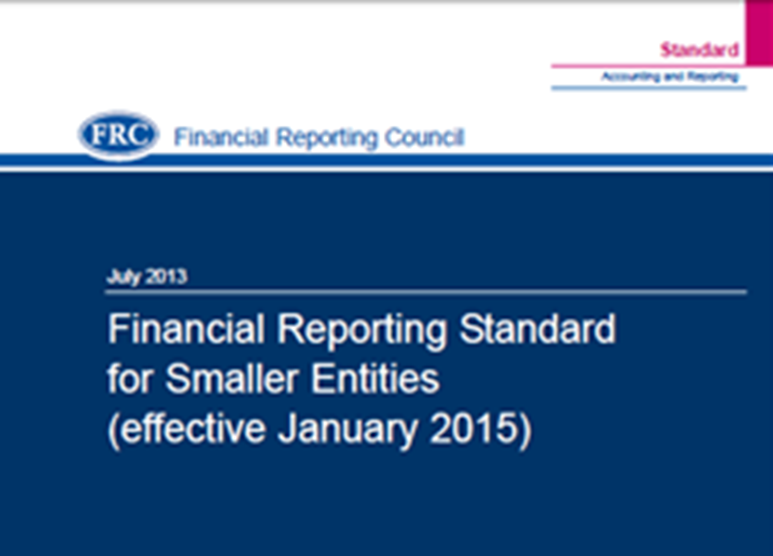 Standard
Accounting and Reporting
FRC Financial Reporting Council
July 2013
Financial Reporting Standard
for Smaller Entities
(effective January 2015)